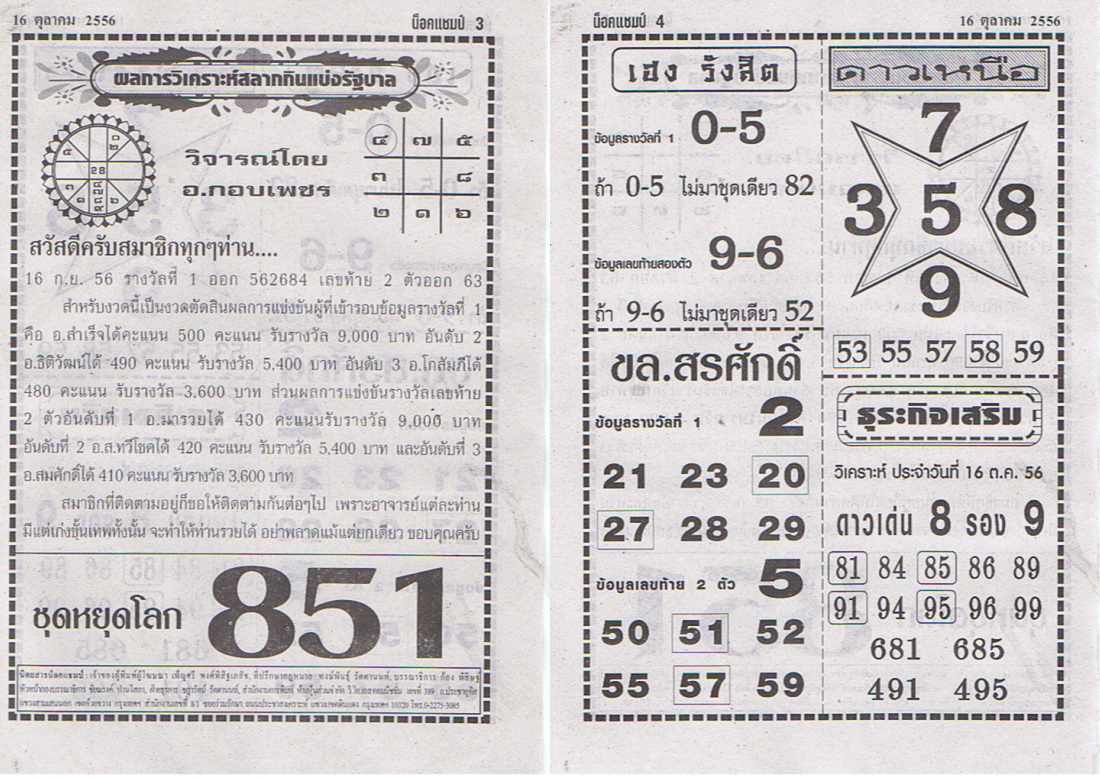 16 ตุลาคม 2556
น็อคแชมป์ 3
ผลการวิเคราะห์สลากกินแบ่งรัฐบาล
วิจารณ์โดย
อ.กอบเพชร
๔ ๗ ๕
๓ ๘
๒ ๑ ๖
สวัสดีครับสมาชิกทุกๆท่าน....
16 ก.ย. 56 รางวัลที่ 1 ออก 562684 เลขท้าย 2 ตัวออก 63
สำหรับงวดนี้เป็นงวดตัดสินผลการแข่งขันผู้ที่เข้ารอบข้อมูลรางวัลที่ 1
คือ อ.สำเร็จได้คะแนน 500 คะแนน รับรางวัล 9.000 บาท อันดับ 2
อ.ธิติวัฒน์ได้ 490 คะแนน รับรางวัล 5.400 บาท อันดับ 3 อ.โกสัมภีได้
480 คะแนน รับรางวัล 3.600 บาท ส่วนผลการแข่งขันรางวัลเลขท้าย
2 ตัวอันดับที่ 1 อ.มารวยได้ 430 คะแนนรับรางวัล 9.000 บาท
อันดับที่ 2 อ.ส.ทวีโชคได้ 420 คะแนน รับรางวัล 5.400 บาท และอันดับที่ 3
อ.สมศักดิ์ได้ 410 คะแนน รับรางวัล 3,600 บาท
สมาชิกที่ติดตามอยู่ก็ขอให้ติดตามกันต่อๆไป เพราะอาจารย์แต่ละท่าน
มีแต่เก่งขั้นเทพทั้งนั้น จะทำให้ท่านรวยได้ อย่าพลาดแม้แต่ยกเดียว ขอบคุณครับ
ชุดหยุดโลก 851
น็อคแชมป์ 4
16 ตุลาคม 2556
เฮง รังสิต
ข้อมูลรางวัลที่ 1 0-5
ถ้า 0-5 ไม่มาชุดเดียว 82
ข้อมูลเลขท้ายสองตัว 9-6
ถ้า 9-6 ไม่มาชุดเดียว 52
ขล.สรศักดิ์
ข้อมูลรางวัลที่ 1 2
21 23 20
27 28 29
ข้อมูลเลขท้าย 2 ตัว 5
50 51 52
55 57 59
ดาวเหนือ
7
3 5 8
9
53 55 57 58 59
ธุระกิจเสริม
วิเคราะห์ ประจำวันที่ 16 ต.ค. 56
ดาวเด่น 8 รอง 9
81 84 85 86 89
91 94 95 96 99
681 685
491 495